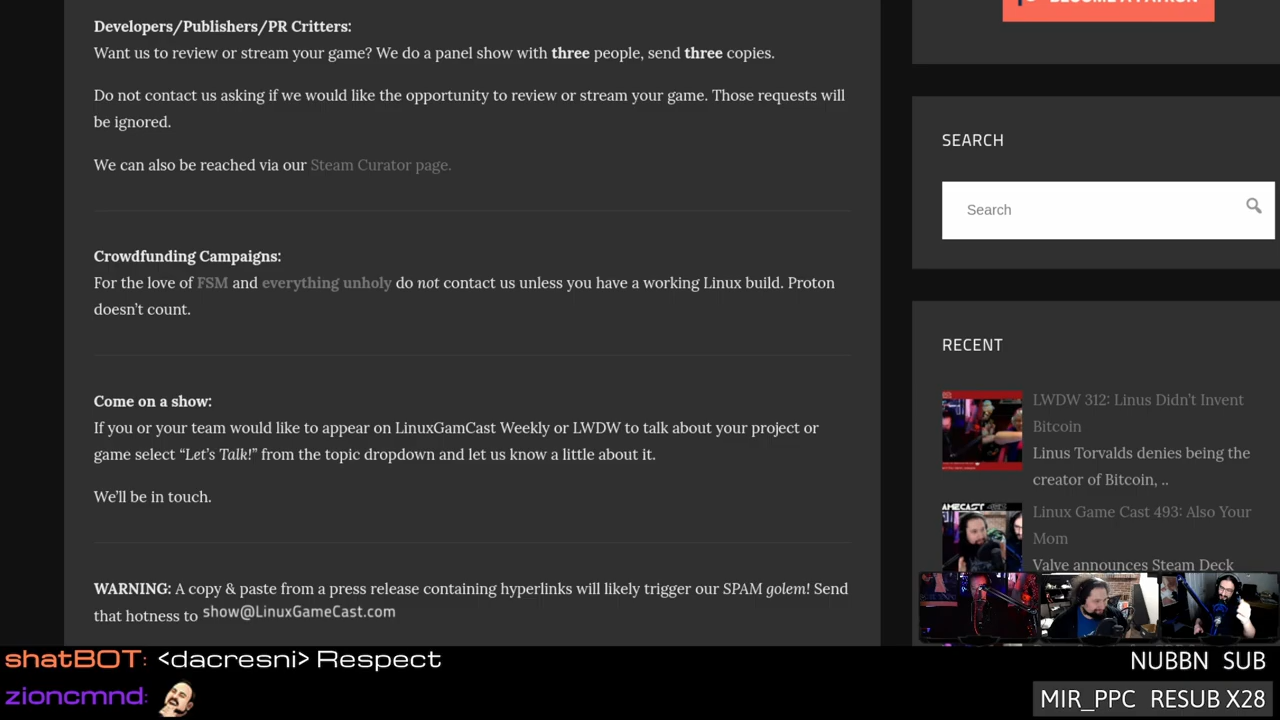 Developers/Publishers/PR Critters:
Want us to review or stream your game? We do a panel show with three people, send three copies.
Do not contact us asking if we would like the opportunity to review or stream your game. Those requests will
be ignored.
We can also be reached via our Steam Curator page.
Crowdfunding Campaigns:
For the love of FSM and everything unholy do not contact us unless you have a working Linux build. Proton
doesn't count.
Come on a show:
If you or your team would like to appear on LinuxGamCast Weekly or LWDW to talk about your project or
game select “Let's Talk!” from the topic dropdown and let us know a little about it.
We'll be in touch.
WARNING: A copy & paste from a press release containing hyperlinks will likely trigger our SPAM golem! Send
that hotness to show@LinuxGameCast.com
BECOME A PATRON
SEARCH
Search
RECENT
LWDW 312: Linus Didn't Invent
Bitcoin
Linus Torvalds denies being the
creator of Bitcoin, ..
Linux Game Cast 493: Also Your
Mom
Valve announces Steam Deck
shatBOT: <dacresni> Respect
zioncmnd:
NUBBN SUB
MIR_PPC RESUB X28